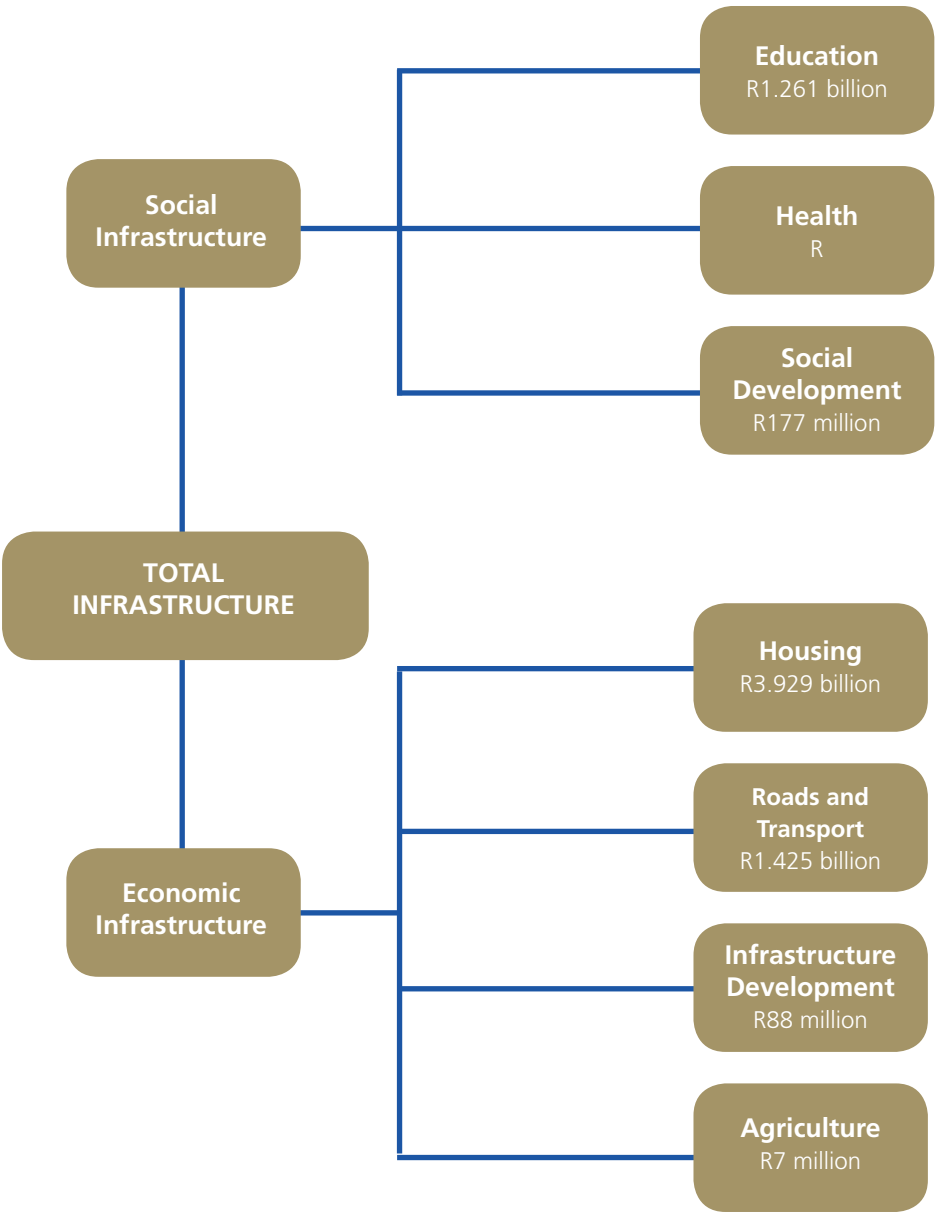 Education
R1.261 billion
Social
Infrastructure
Health
R
Social
Development
R177 million
TOTAL
INFRASTRUCTURE
Housing
R3.929 billion
Roads and
Transport
R1.425 billion
Economic
Infrastructure
Infrastructure
Development
R88 million
Agriculture
R7 million